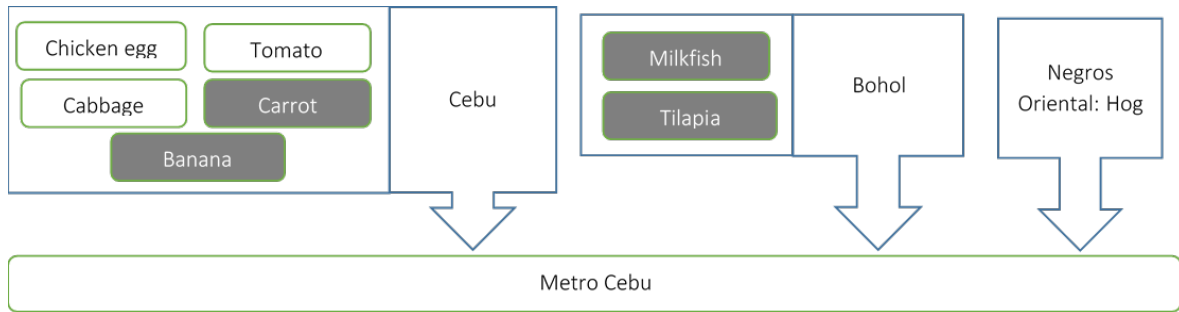 Chicken egg
Tomato
Cabbage
Carrot
Banana
Cebu
Milkfish
Tilapia
Bohol
Negros
Oriental: Hog
Metro Cebu